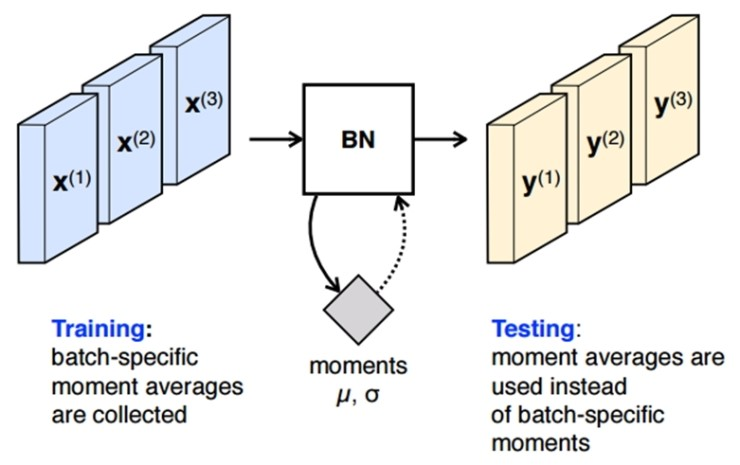 x(1)
x(2)
x(3)
BN
y(1)
y(2)
y(3)
moments
μ, σ
Training:
batch-specific
moment averages
are collected
Testing:
moment averages are
used instead
of batch-specific
moments